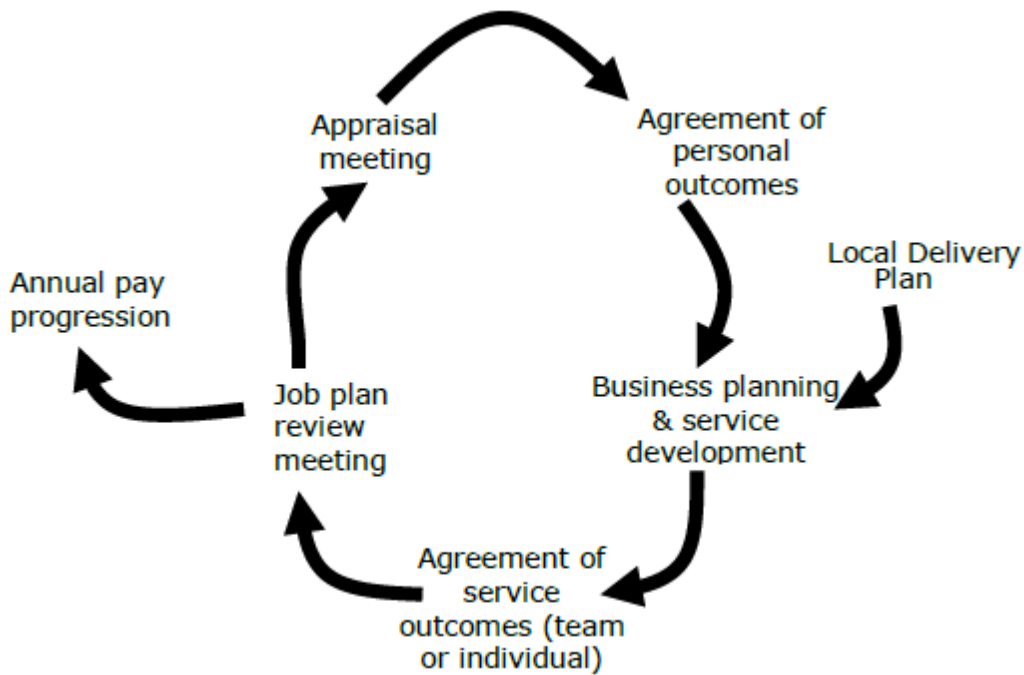 Appraisal
meeting
Agreement of
personal
outcomes
Local Delivery
Plan
Annual pay
progression
Business planning
& service
development
Job plan
review
meeting
Agreement of
service
outcomes (team
or individual)